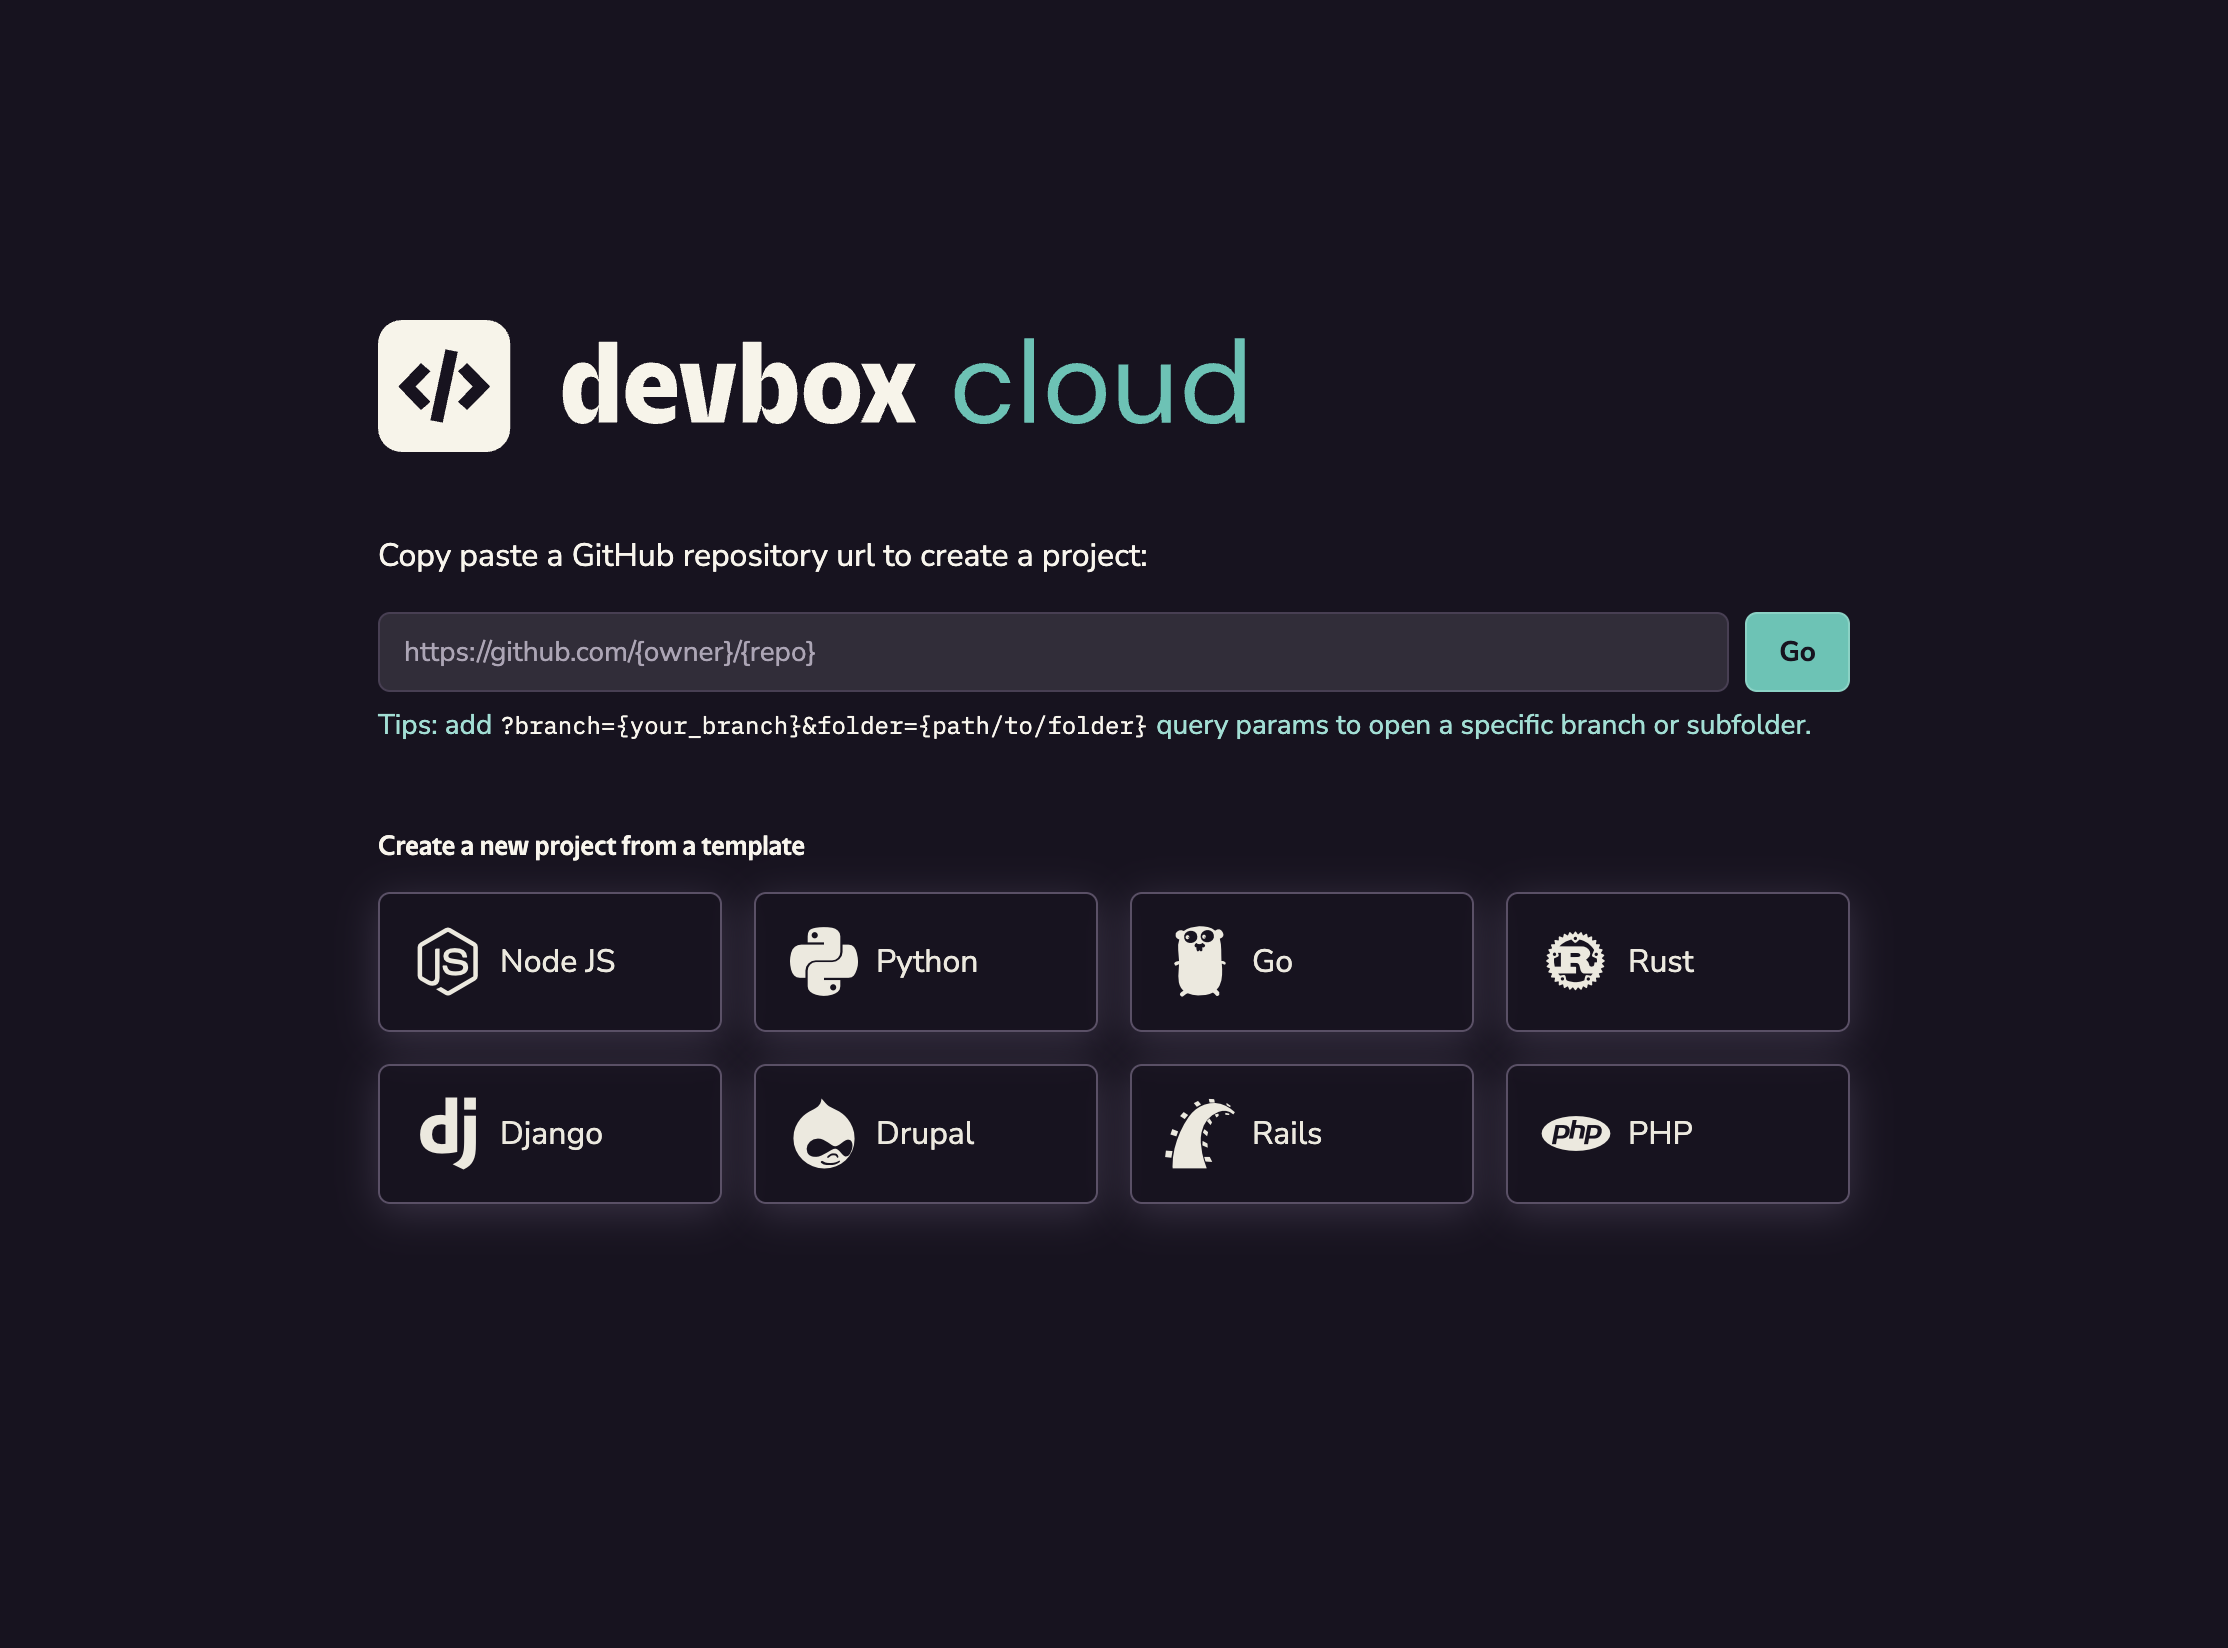 </> devbox cloud
Copy paste a GitHub repository url to create a project:
https://github.com/{owner}/{repo}
Go
Tips: add ?branch={your_branch}&folder={path/to/folder} query params to open a specific branch or subfolder.
Create a new project from a template
JS Node JS
Python
Go
R Rust
dj Django
Drupal
Rails
php PHP